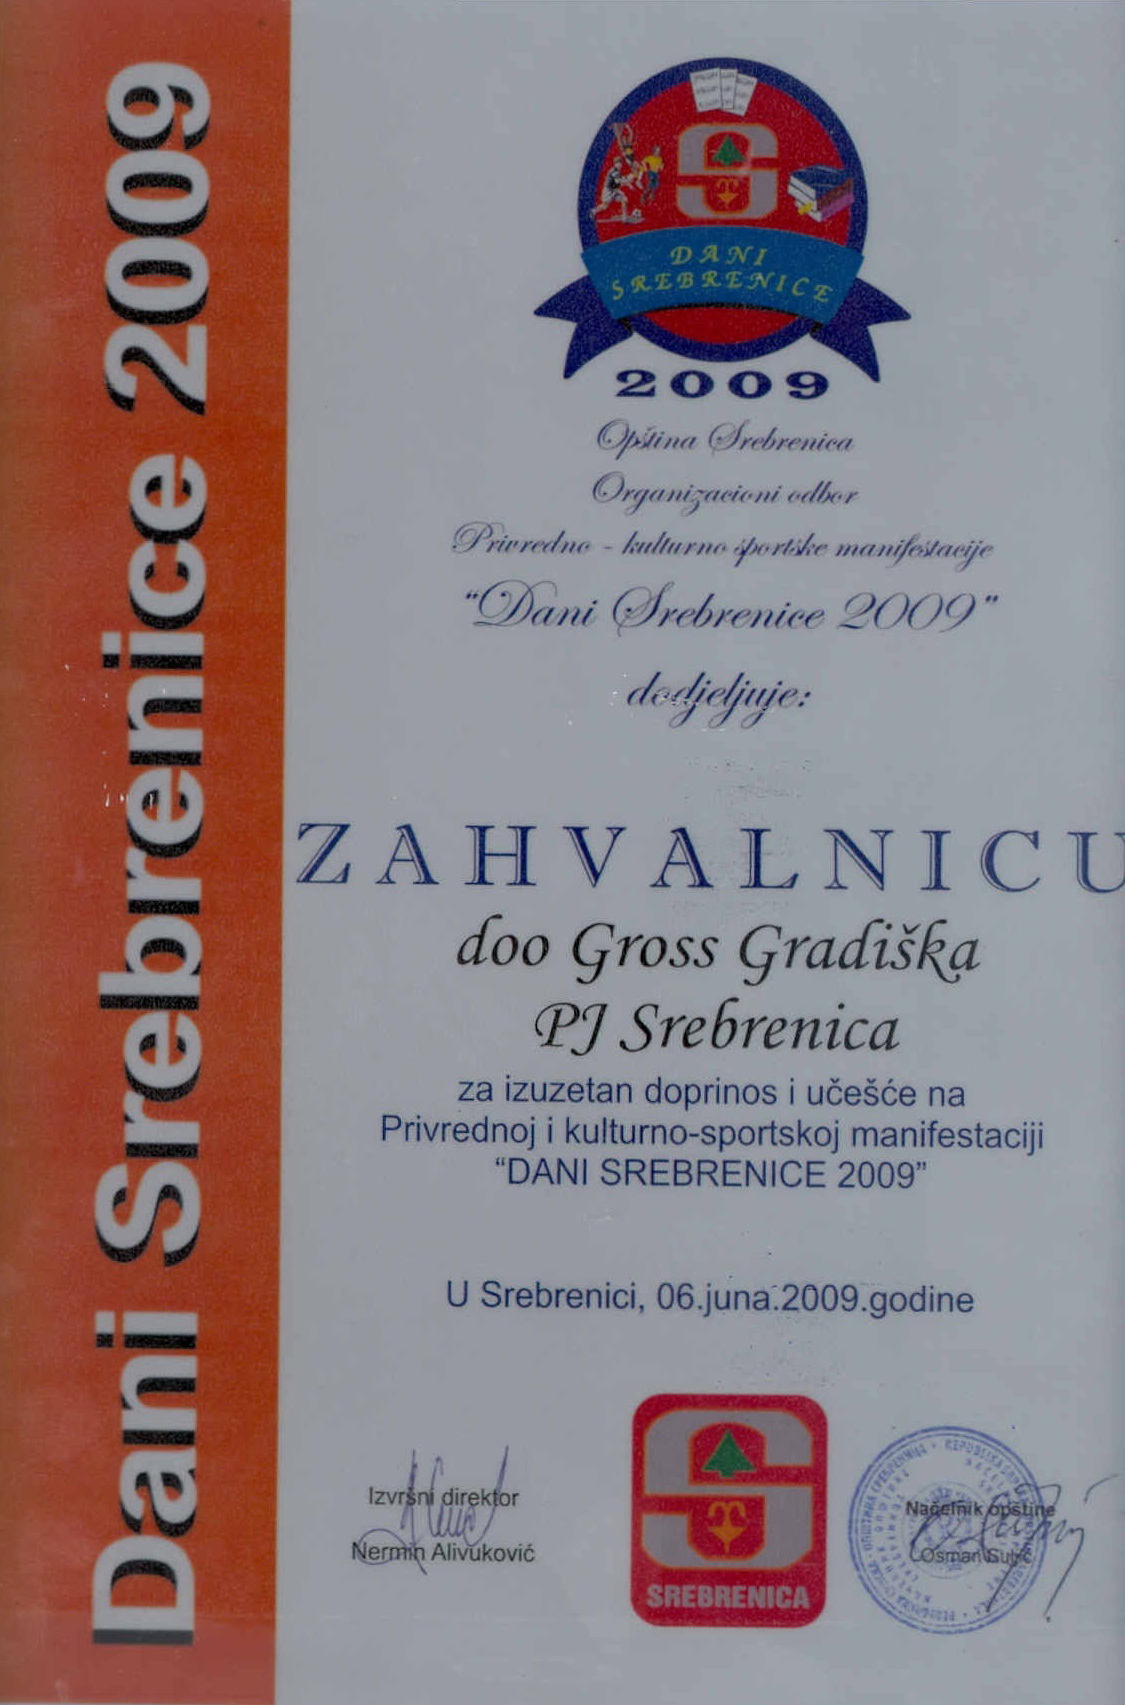 Dani Srebrenice 2009
DANI
SREBRENICE
2009
Opština Srebrenica
Organizacioni odbor
Privredno - kulturno športske manifestacije
“Dani Srebrenice 2009”
dodjeljuje:
ZAHVALNICU
doo Gross Gradiška
PJ Srebrenica
za izuzetan doprinos i učešće na
Privrednoj i kulturno-sportskoj manifestaciji
“DANI SREBRENICE 2009”
U Srebrenici, 06.juna.2009.godine
Izvršni direktor
Nermin Alivuković
SREBRENICA
Načelnik opštine
Osman Suljić